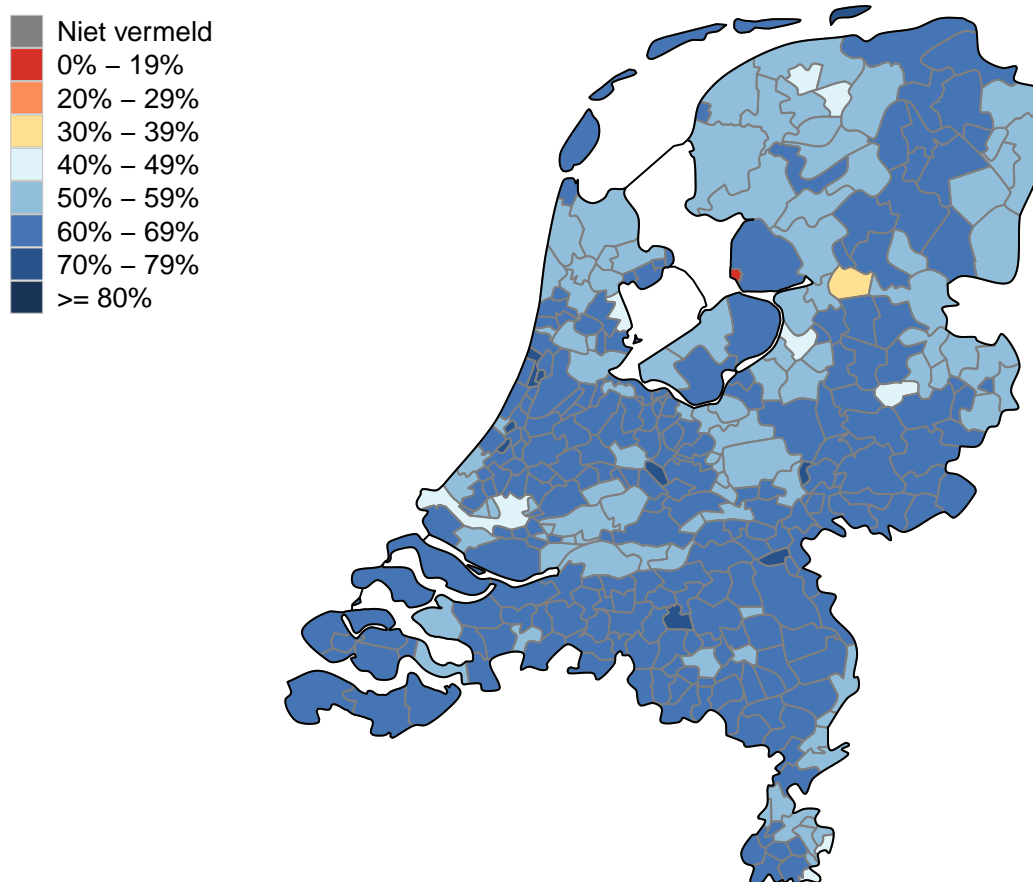 Niet vermeld
0% – 19%
20% – 29%
30% – 39%
40% – 49%
50% – 59%
60% – 69%
70% – 79%
>= 80%